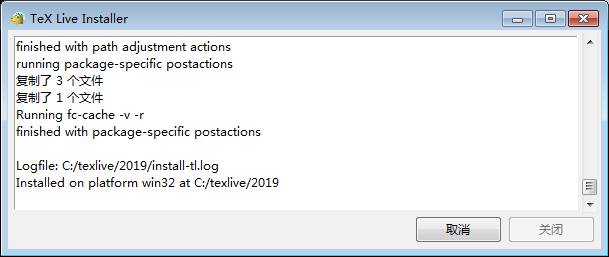 TeX Live Installer
finished with path adjustment actions
running package-specific postactions
复制了 3 个文件
复制了 1 个文件
Running fc-cache -v -r
finished with package-specific postactions
Logfile: C:/texlive/2019/install-tl.log
Installed on platform win32 at C:/texlive/2019
取消 关闭